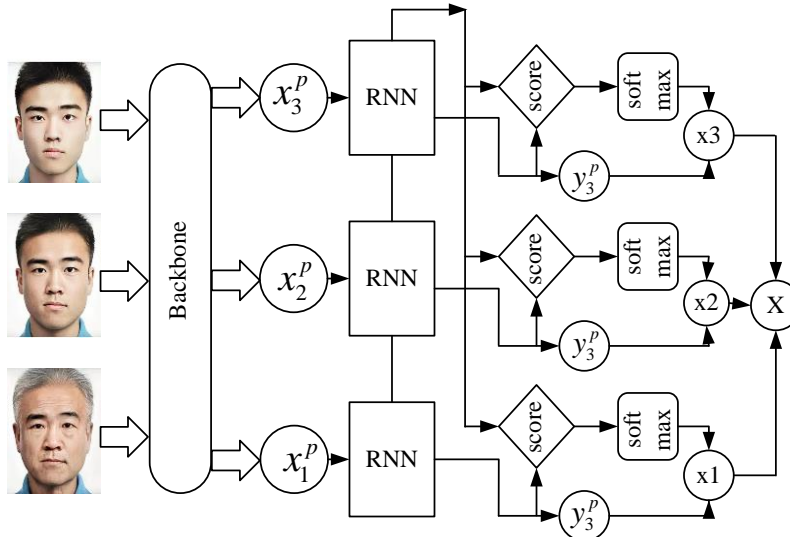 x_3^p
RNN
score
soft
max
x3
y_3^p
Backbone
x_2^p
RNN
score
soft
max
x2
X
y_3^p
x_1^p
RNN
score
soft
max
x1
y_3^p